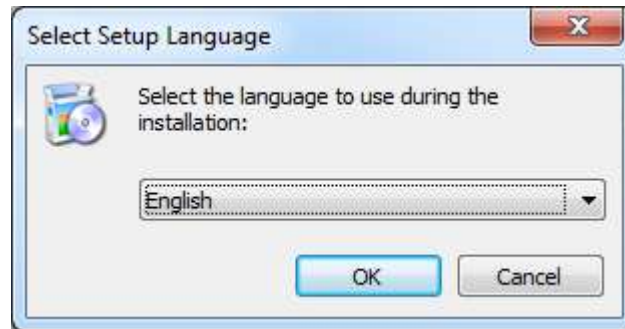 Select Setup Language
Select the language to use during the
installation:
English
OK
Cancel